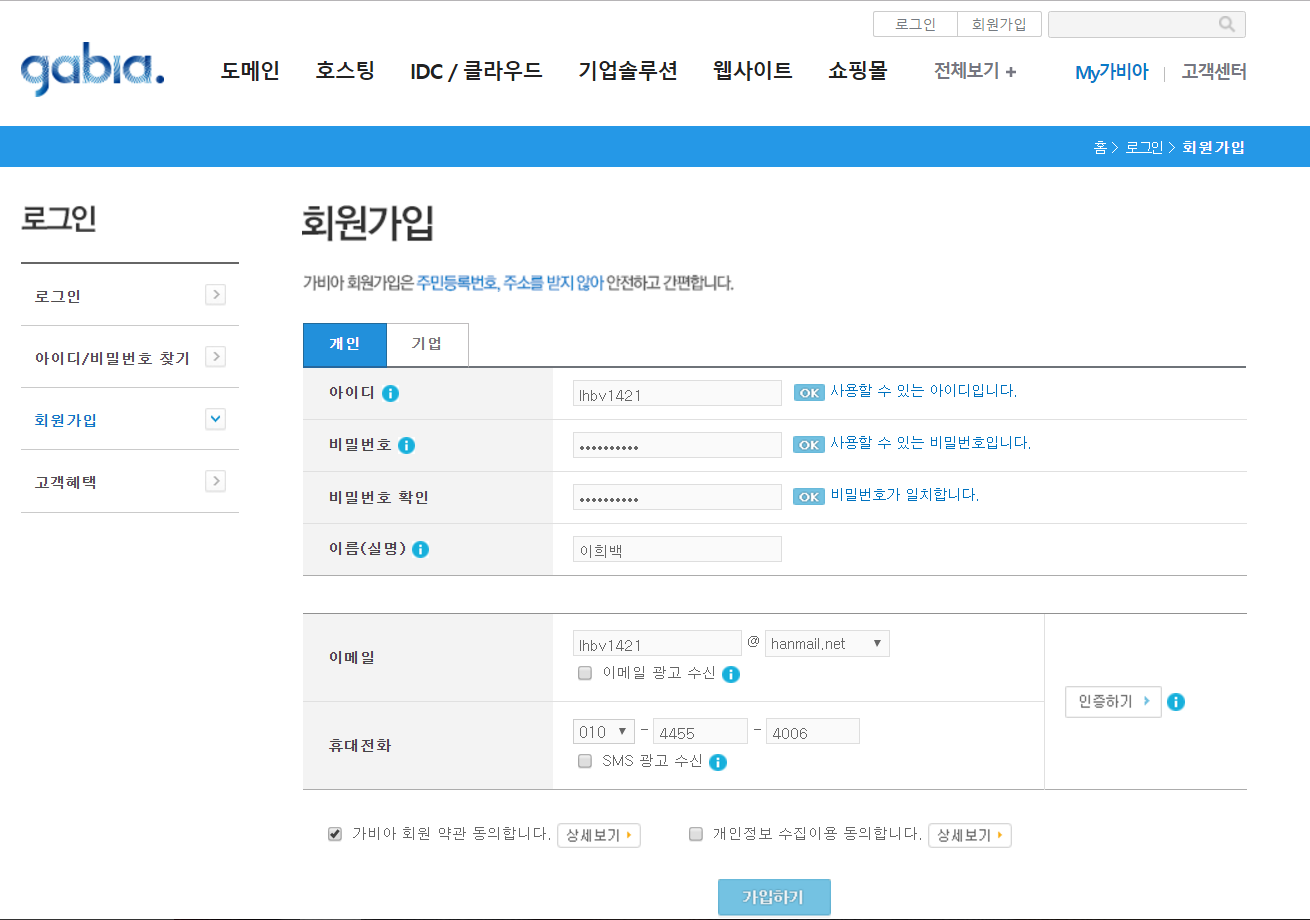 로그인 회원가입
gabia.
도메인 호스팅 IDC / 클라우드 기업솔루션 웹사이트 쇼핑몰 전체보기 + My가비아 | 고객센터
홈 > 로그인 > 회원가입
로그인
로그인
아이디/비밀번호 찾기
회원가입
고객혜택
회원가입
가비아 회원가입은 주민등록번호, 주소를 받지 않아 안전하고 간편합니다.
개인 기업
아이디 i lhbv1421 OK 사용할 수 있는 아이디입니다.
비밀번호 i •••••••••• OK 사용할 수 있는 비밀번호입니다.
비밀번호 확인 •••••••••• OK 비밀번호가 일치합니다.
이름(실명) i 이희백
이메일 lhbv1421 @ hanmail.net ▼
이메일 광고 수신 i
인증하기 i
휴대전화 010 ▼ - 4455 - 4006
SMS 광고 수신 i
가비아 회원 약관 동의합니다. 상세보기 개인정보 수집이용 동의합니다. 상세보기
가입하기